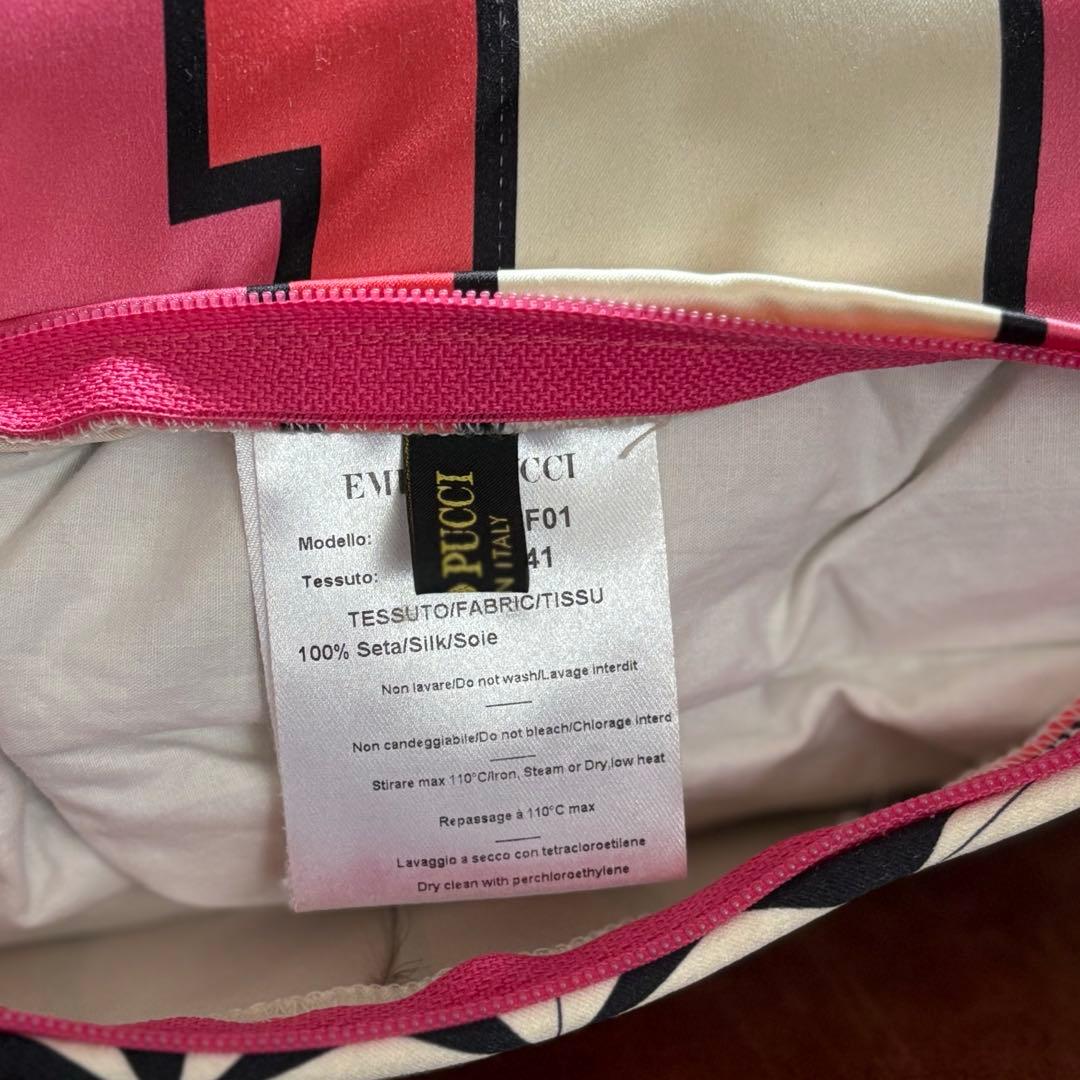 EMI CCI
PUCCI
N ITALY
Modello: F01
Tessuto: 41
TESSUTO/FABRIC/TISSU
100% Seta/Silk/Soie
Non lavare/Do not wash/Lavage interdit
Non candeggiabile/Do not bleach/Chlorage interd
Stirare max 110°C/Iron, Steam or Dry,low heat
Repassage à 110°C max
Lavaggio a secco con tetracloroetilene
Dry clean with perchloroethylene